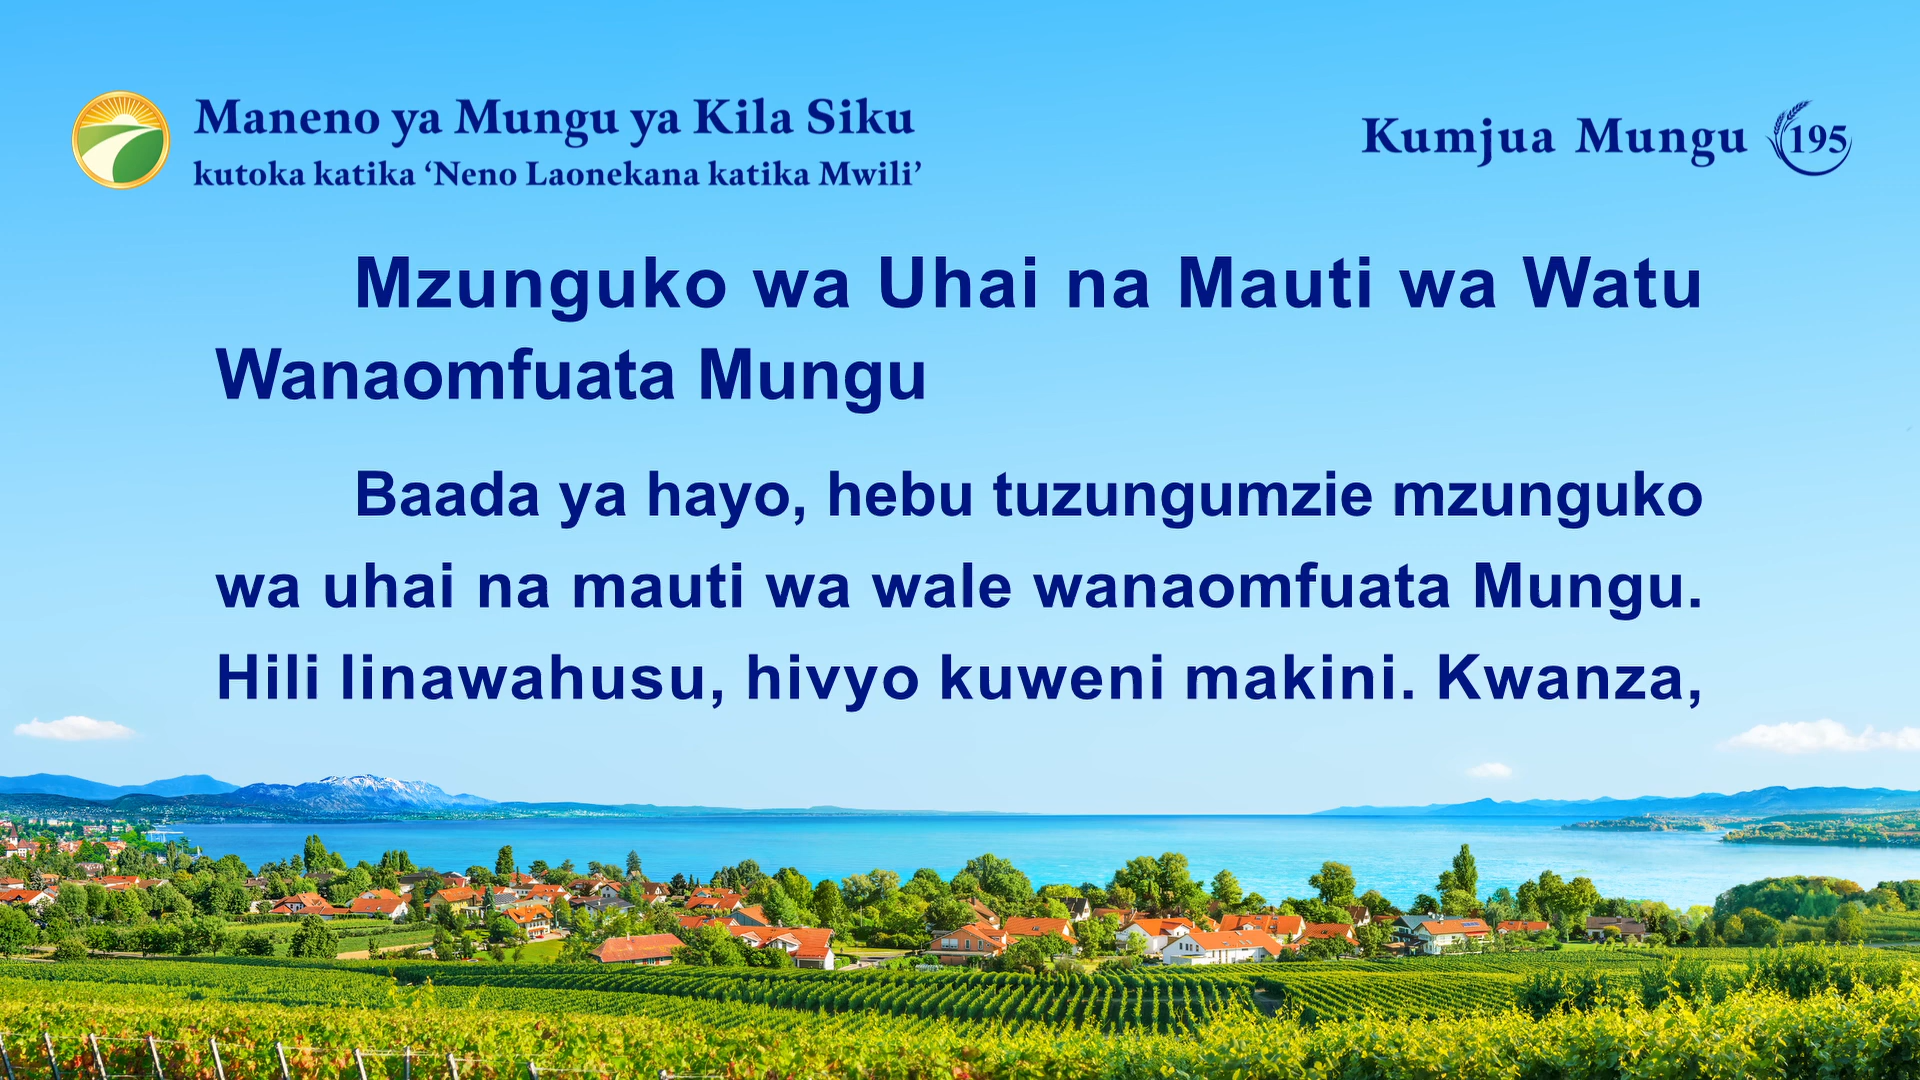 Maneno ya Mungu ya Kila Siku
kutoka katika ‘Neno Laonekana katika Mwili’
Kumjua Mungu 195
Mzunguko wa Uhai na Mauti wa Watu
Wanaomfuata Mungu
Baada ya hayo, hebu tuzungumzie mzunguko
wa uhai na mauti wa wale wanaomfuata Mungu.
Hili linawahusu, hivyo kuweni makini. Kwanza,